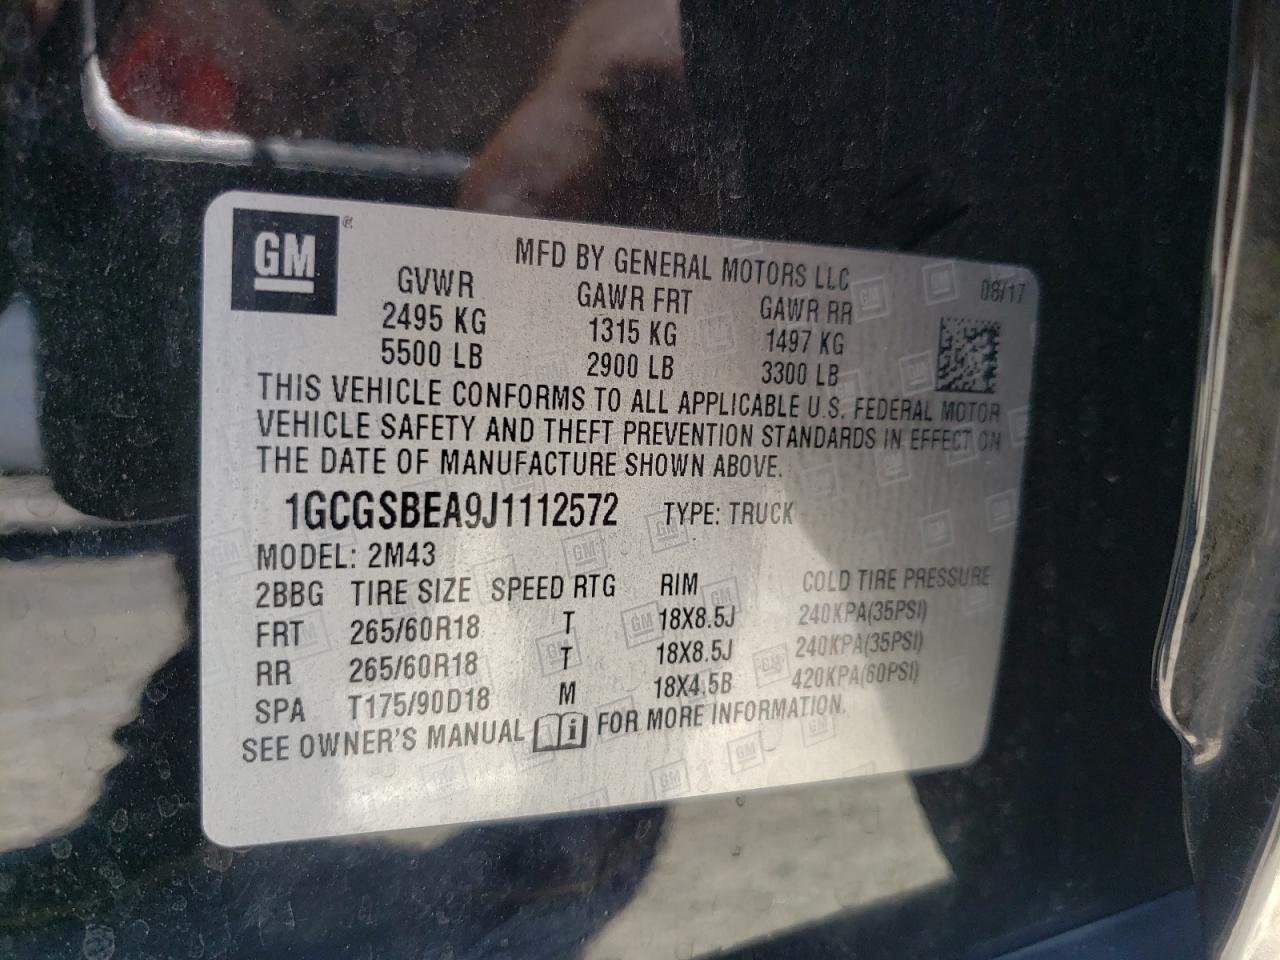 GM ®
MFD BY GENERAL MOTORS LLC
08/17
GVWR GAWR FRT GAWR RR
2495 KG 1315 KG 1497 KG
5500 LB 2900 LB 3300 LB
THIS VEHICLE CONFORMS TO ALL APPLICABLE U.S. FEDERAL MOTOR
VEHICLE SAFETY AND THEFT PREVENTION STANDARDS IN EFFECT ON
THE DATE OF MANUFACTURE SHOWN ABOVE.
1GCGSBEA9J1112572 TYPE: TRUCK
MODEL: 2M43
2BBG TIRE SIZE SPEED RTG RIM COLD TIRE PRESSURE
FRT 265/60R18 T 18X8.5J 240KPA(35PSI)
RR 265/60R18 T 18X8.5J 240KPA(35PSI)
SPA T175/90D18 M 18X4.5B 420KPA(60PSI)
SEE OWNER'S MANUAL FOR MORE INFORMATION.